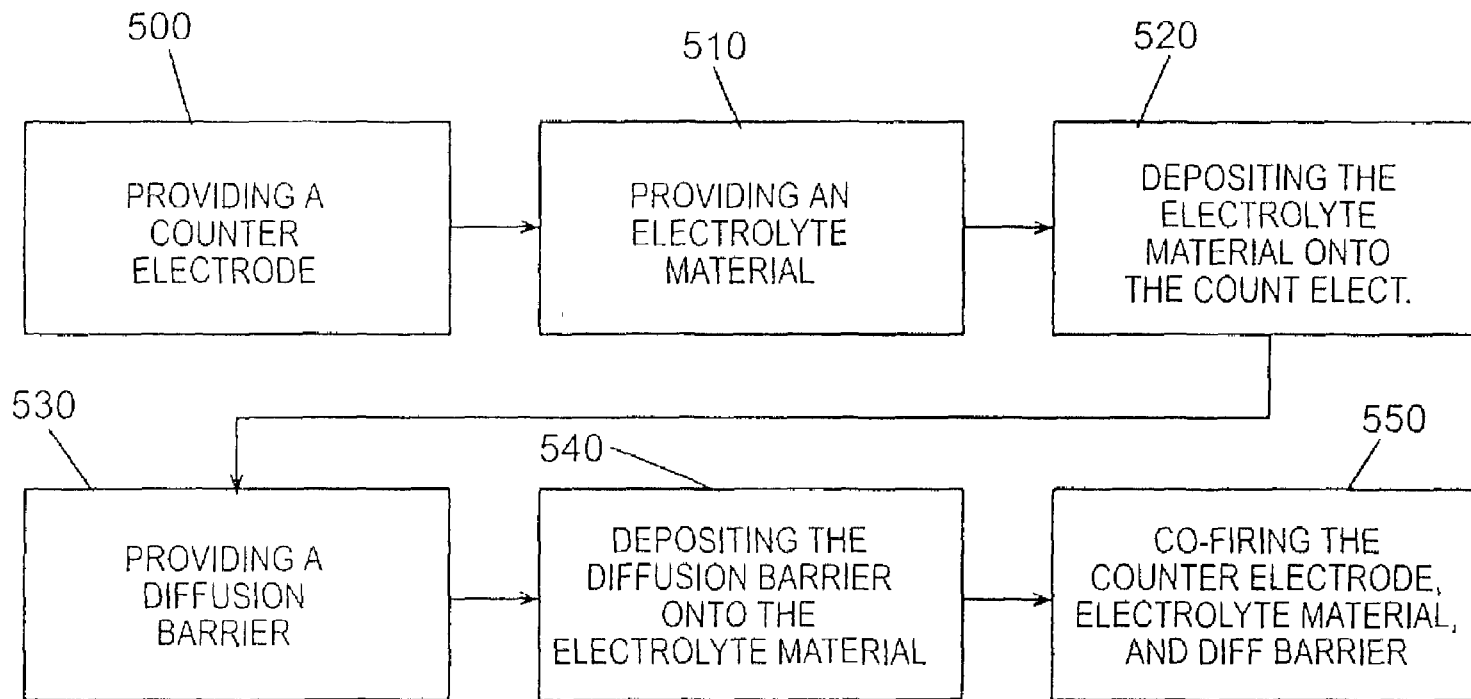 500
510
520
PROVIDING A
COUNTER
ELECTRODE
PROVIDING AN
ELECTROLYTE
MATERIAL
DEPOSITING THE
ELECTROLYTE
MATERIAL ONTO
THE COUNT ELECT.
530
540
550
PROVIDING A
DIFFUSION
BARRIER
DEPOSITING THE
DIFFUSION BARRIER
ONTO THE
ELECTROLYTE MATERIAL
CO-FIRING THE
COUNTER ELECTRODE,
ELECTROLYTE MATERIAL,
AND DIFF BARRIER